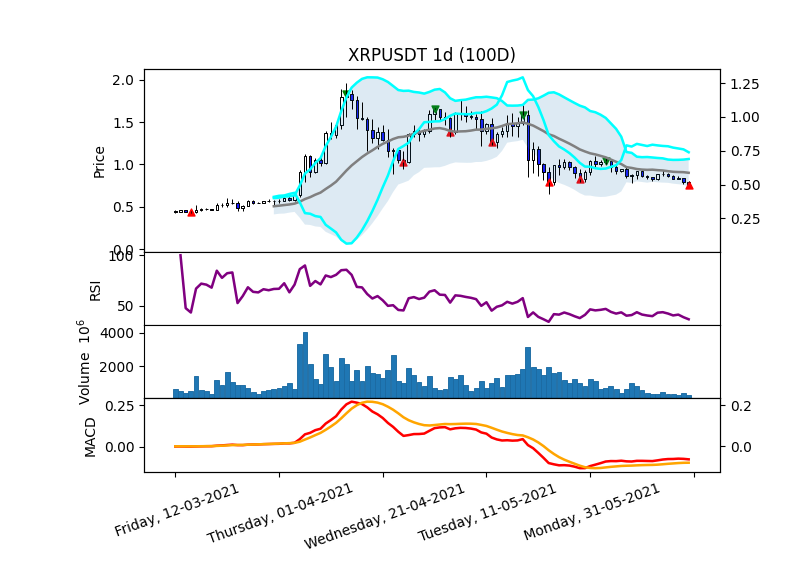 XRPUSDT 1d (100D)
2.0
1.5
1.0
0.5
0.0
Price
1.25
1.00
0.75
0.50
0.25
100
50
RSI
4000
2000
Volume 10^6
0.25
0.00
MACD
0.2
0.0
Friday, 12-03-2021
Thursday, 01-04-2021
Wednesday, 21-04-2021
Tuesday, 11-05-2021
Monday, 31-05-2021